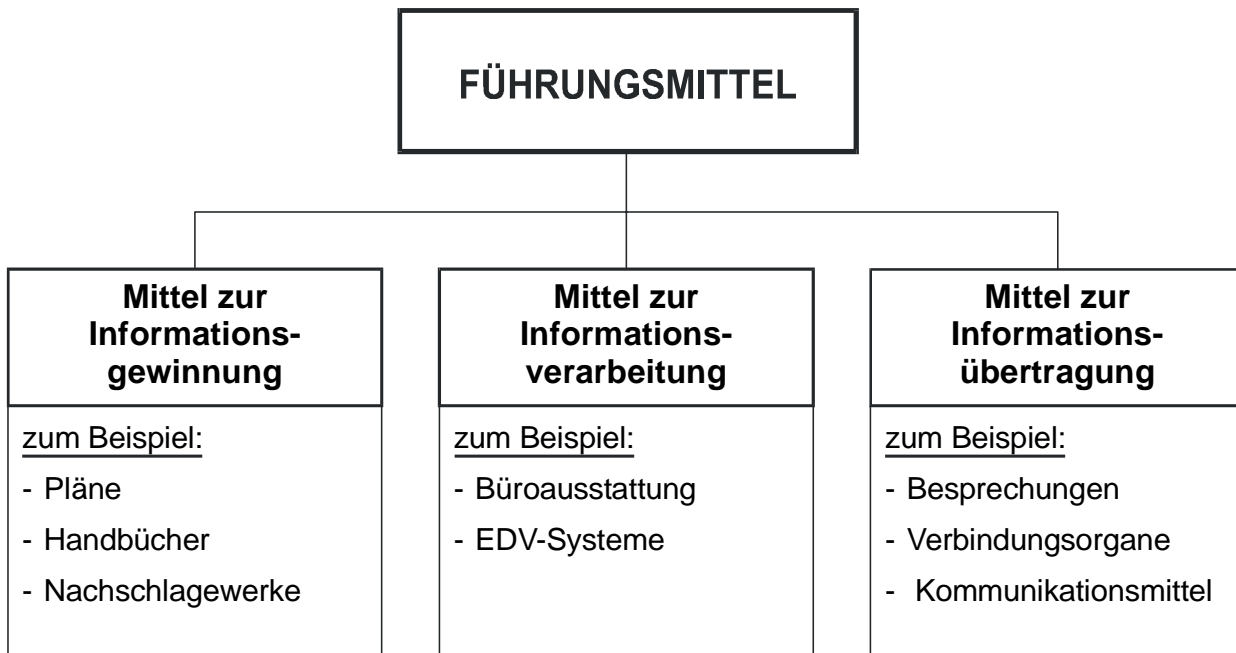 FÜHRUNGSMITTEL
Mittel zur
Informations-
gewinnung
zum Beispiel:
- Pläne
- Handbücher
- Nachschlagewerke
Mittel zur
Informations-
verarbeitung
zum Beispiel:
- Büroausstattung
- EDV-Systeme
Mittel zur
Informations-
übertragung
zum Beispiel:
- Besprechungen
- Verbindungsorgane
- Kommunikationsmittel